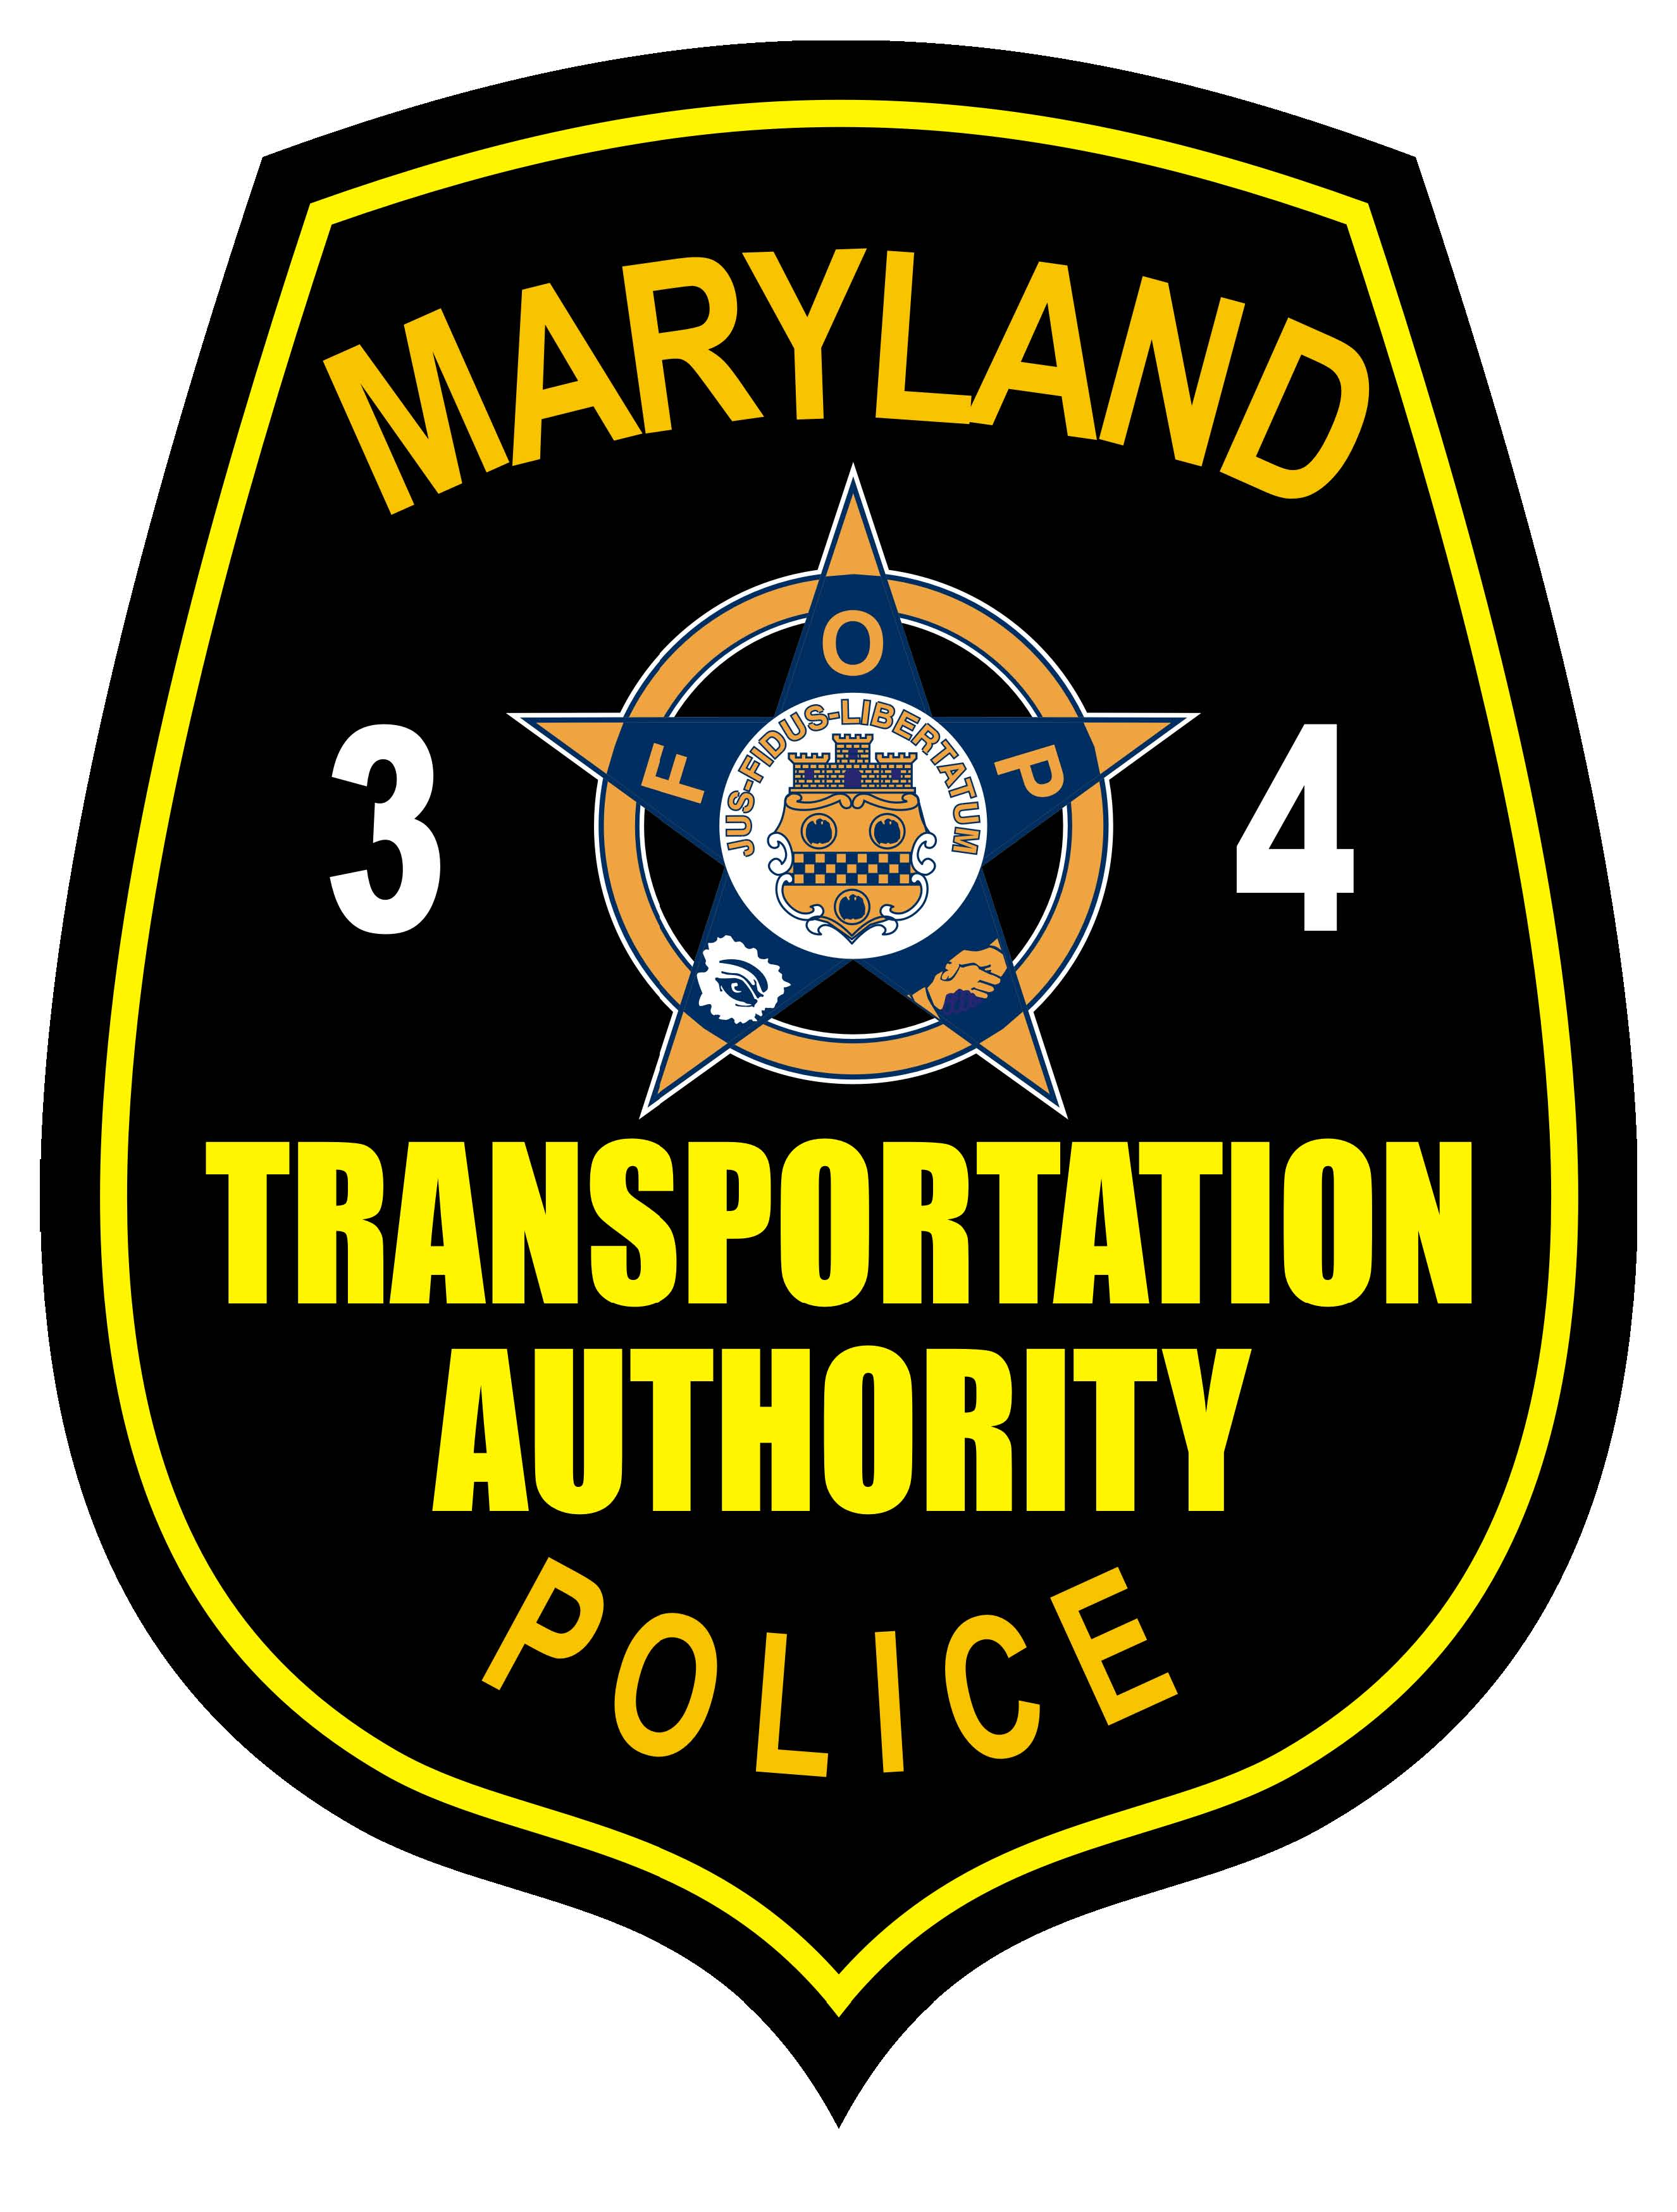 MARYLAND
O
F P
JUS-FIDUS-LIBERTATUM
3 4
TRANSPORTATION
AUTHORITY
POLICE